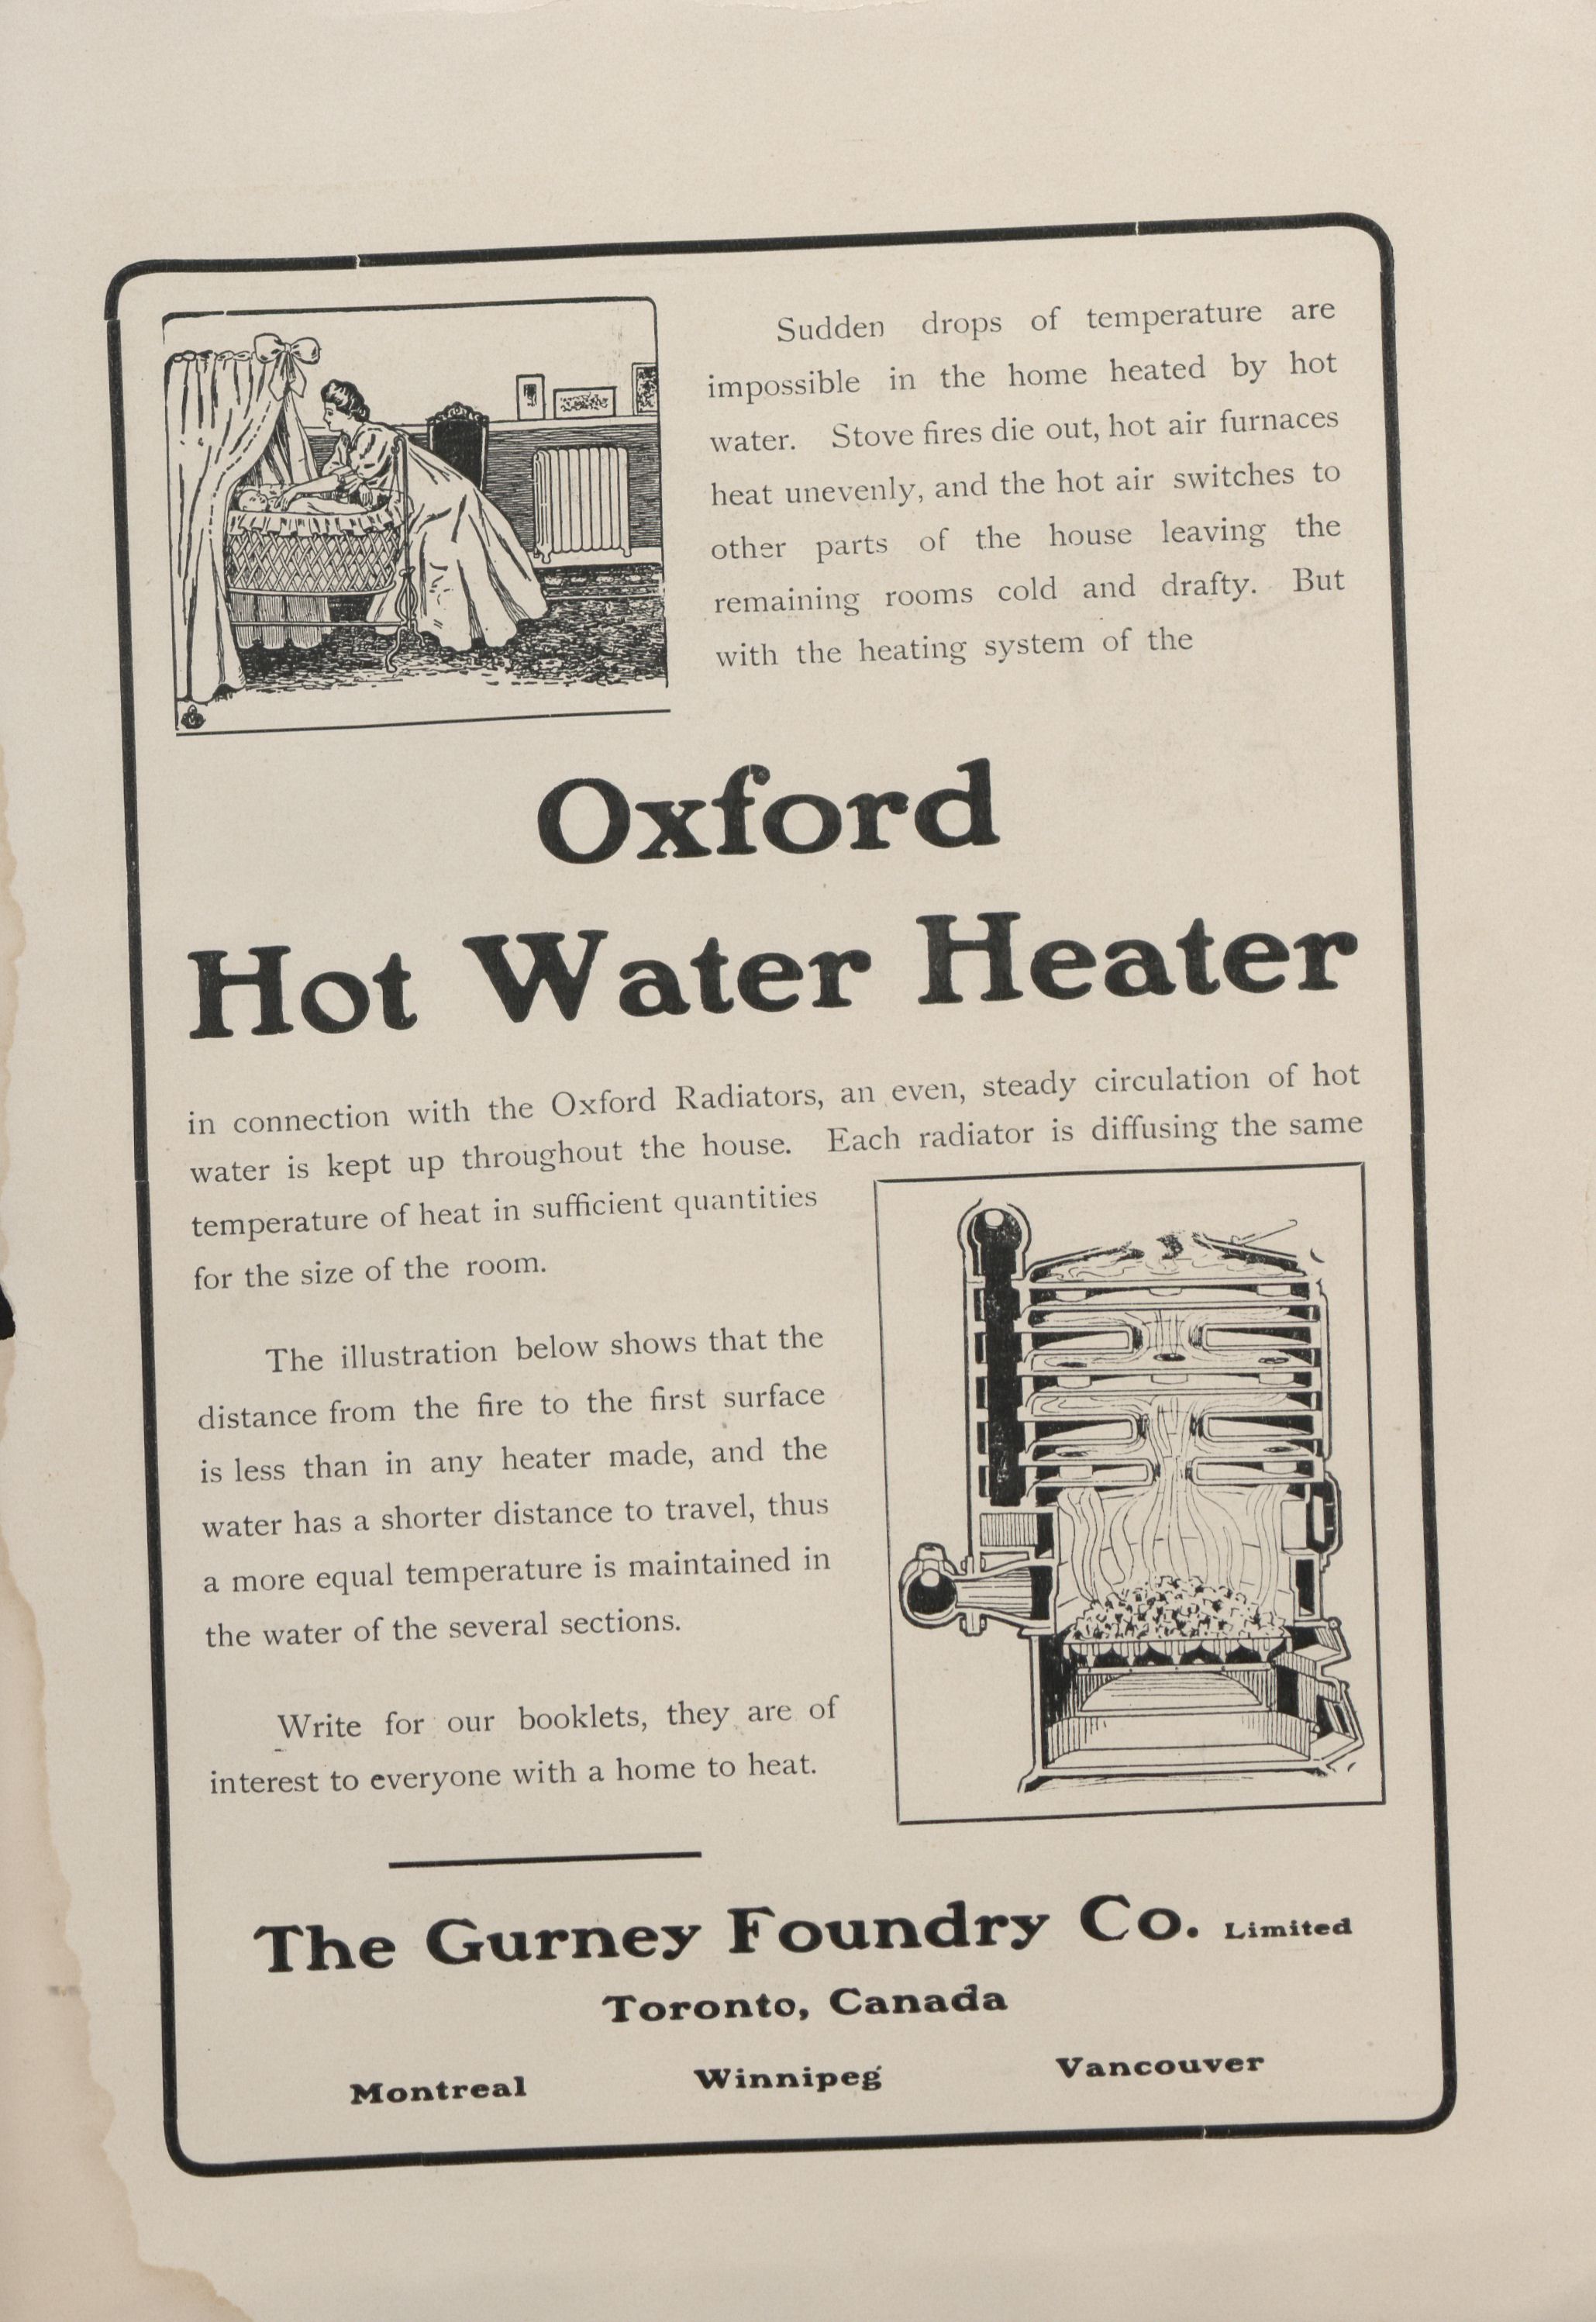 Sudden drops of temperature are
impossible in the home heated by hot
water. Stove fires die out, hot air furnaces
heat unevenly, and the hot air switches to
other parts of the house leaving the
remaining rooms cold and drafty. But
with the heating system of the
Oxford
Hot Water Heater
in connection with the Oxford Radiators, an even, steady circulation of hot
water is kept up throughout the house. Each radiator is diffusing the same
temperature of heat in sufficient quantities
for the size of the room.
The illustration below shows that the
distance from the fire to the first surface
is less than in any heater made, and the
water has a shorter distance to travel, thus
a more equal temperature is maintained in
the water of the several sections.
Write for our booklets, they are of
interest to everyone with a home to heat.
The Gurney Foundry Co. Limited
Toronto, Canada
Montreal Winnipeg Vancouver